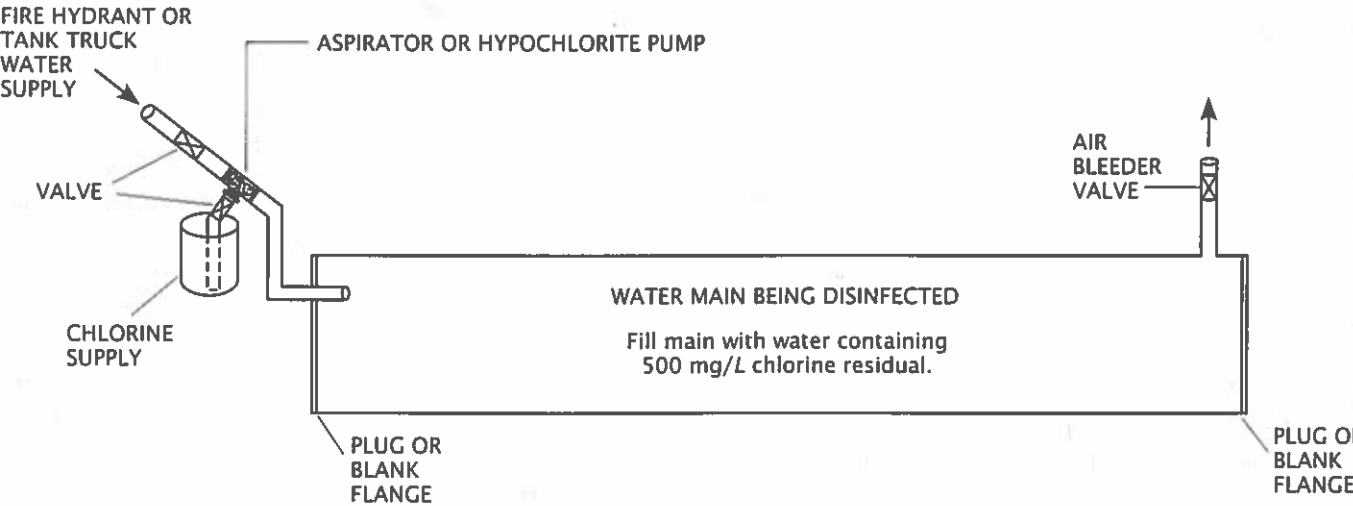 FIRE HYDRANT OR
TANK TRUCK
WATER
SUPPLY
ASPIRATOR OR HYPOCHLORITE PUMP
VALVE
CHLORINE
SUPPLY
AIR
BLEEDER
VALVE
WATER MAIN BEING DISINFECTED
Fill main with water containing
500 mg/L chlorine residual.
PLUG OR
BLANK
FLANGE
PLUG O
BLANK
FLANGE